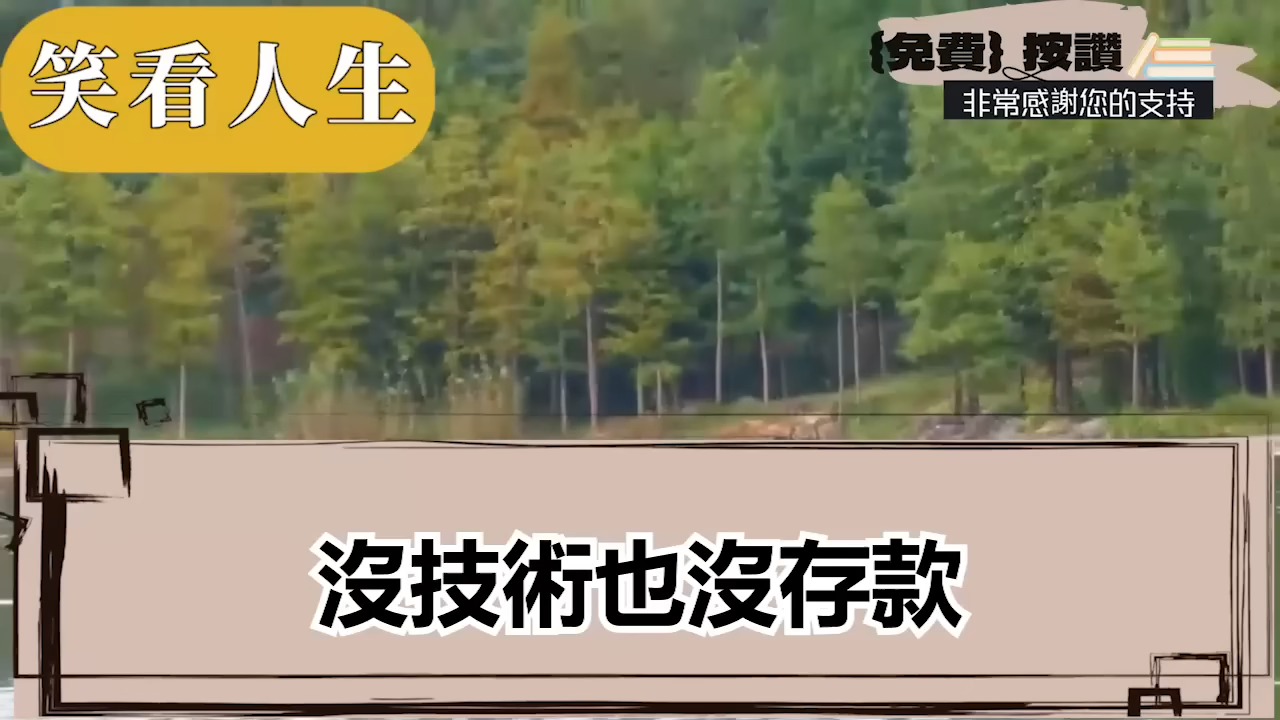 笑看人生
{免費} 按讚
非常感謝您的支持
沒技術也沒存款